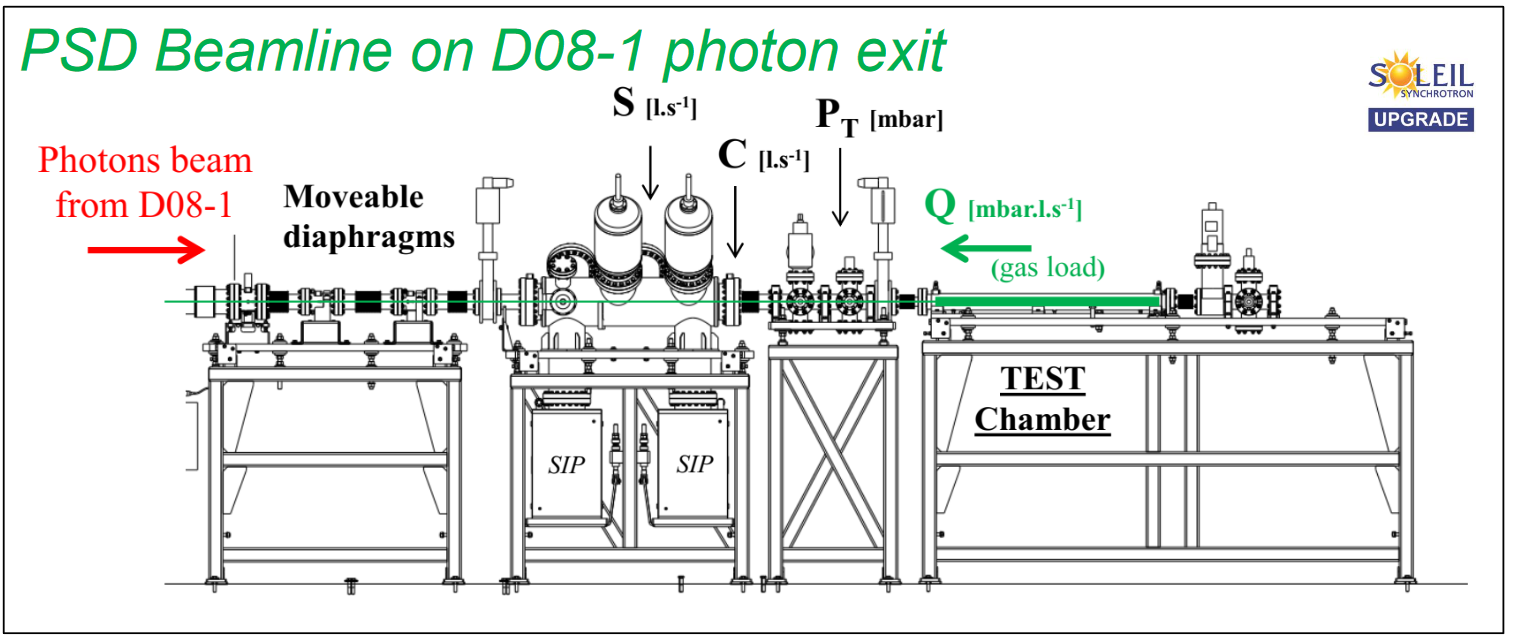 PSD Beamline on D08-1 photon exit
SOLEIL
SYNCHROTRON
UPGRADE
S [l.s⁻¹]
P_T [mbar]
C [l.s⁻¹]
Photons beam
from D08-1
Moveable
diaphragms
Q [mbar.l.s⁻¹]
(gas load)
TEST
Chamber
SIP
SIP